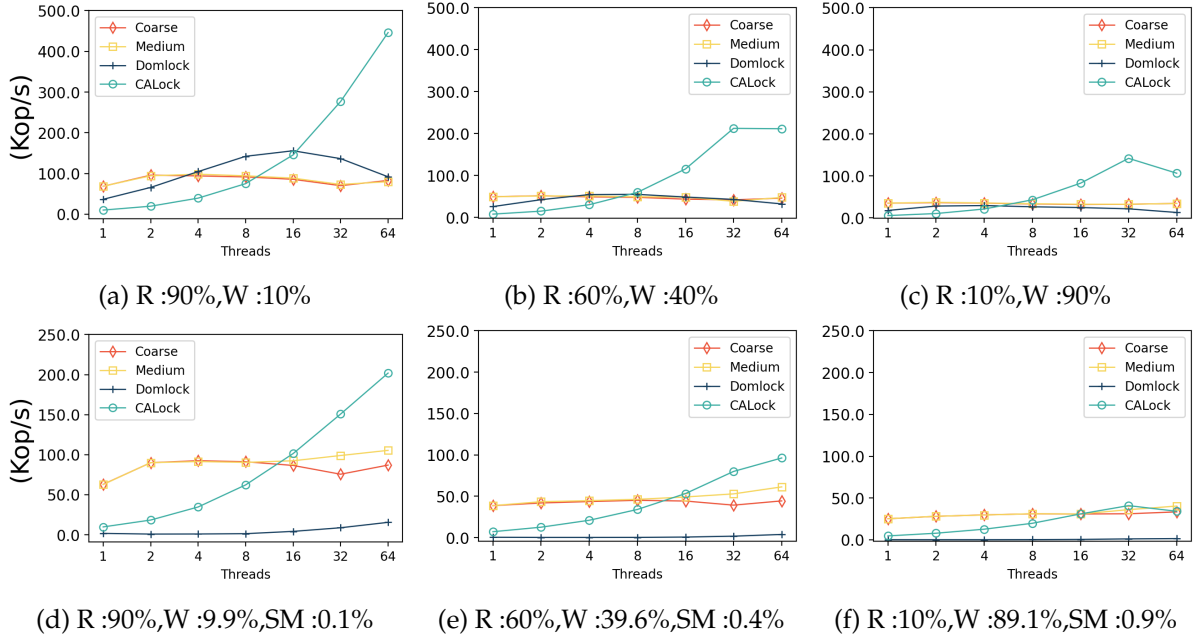 (Kop/s)
500.0
400.0
300.0
200.0
100.0
0.0
Coarse
Medium
Domlock
CALock
1 2 4 8 16 32 64
Threads
(a) R :90%,W :10%
500.0
400.0
300.0
200.0
100.0
0.0
Coarse
Medium
Domlock
CALock
1 2 4 8 16 32 64
Threads
(b) R :60%,W :40%
500.0
400.0
300.0
200.0
100.0
0.0
Coarse
Medium
Domlock
CALock
1 2 4 8 16 32 64
Threads
(c) R :10%,W :90%
(Kop/s)
250.0
200.0
150.0
100.0
50.0
0.0
Coarse
Medium
Domlock
CALock
1 2 4 8 16 32 64
Threads
(d) R :90%,W :9.9%,SM :0.1%
250.0
200.0
150.0
100.0
50.0
0.0
Coarse
Medium
Domlock
CALock
1 2 4 8 16 32 64
Threads
(e) R :60%,W :39.6%,SM :0.4%
250.0
200.0
150.0
100.0
50.0
0.0
Coarse
Medium
Domlock
CALock
1 2 4 8 16 32 64
Threads
(f) R :10%,W :89.1%,SM :0.9%